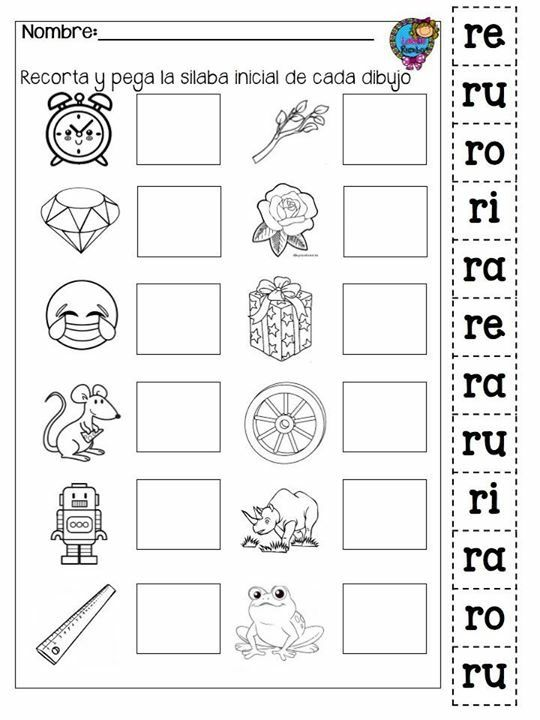 Nombre:
Recorta y pega la silaba inicial de cada dibujo
re
ru
ro
ri
ra
re
ra
ru
ri
ra
ro
ru